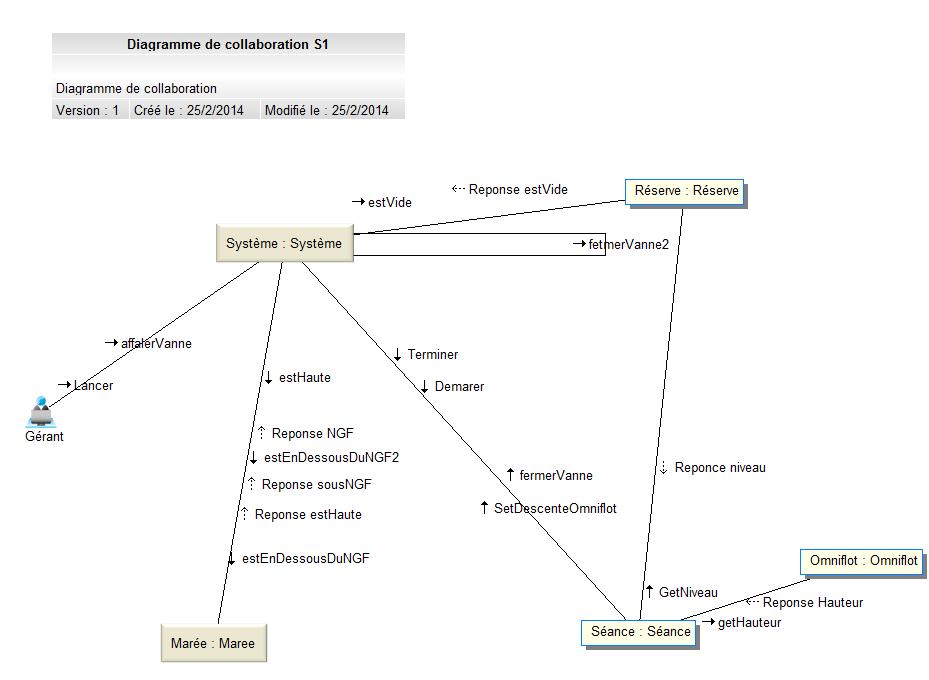 Diagramme de collaboration S1
Diagramme de collaboration
Version : 1 Créé le : 25/2/2014 Modifié le : 25/2/2014
Reponse estVide
Réserve : Réserve
estVide
Système : Système
fetmerVanne2
affalerVanne
Terminer
estHaute
Lancer
Demarer
Gérant
Reponse NGF
estEnDessousDuNGF2
Reponce niveau
fermerVanne
Reponse sousNGF
SetDescenteOmniflot
Reponse estHaute
estEnDessousDuNGF
Omniflot : Omniflot
GetNiveau
Reponse Hauteur
getHauteur
Séance : Séance
Marée : Maree